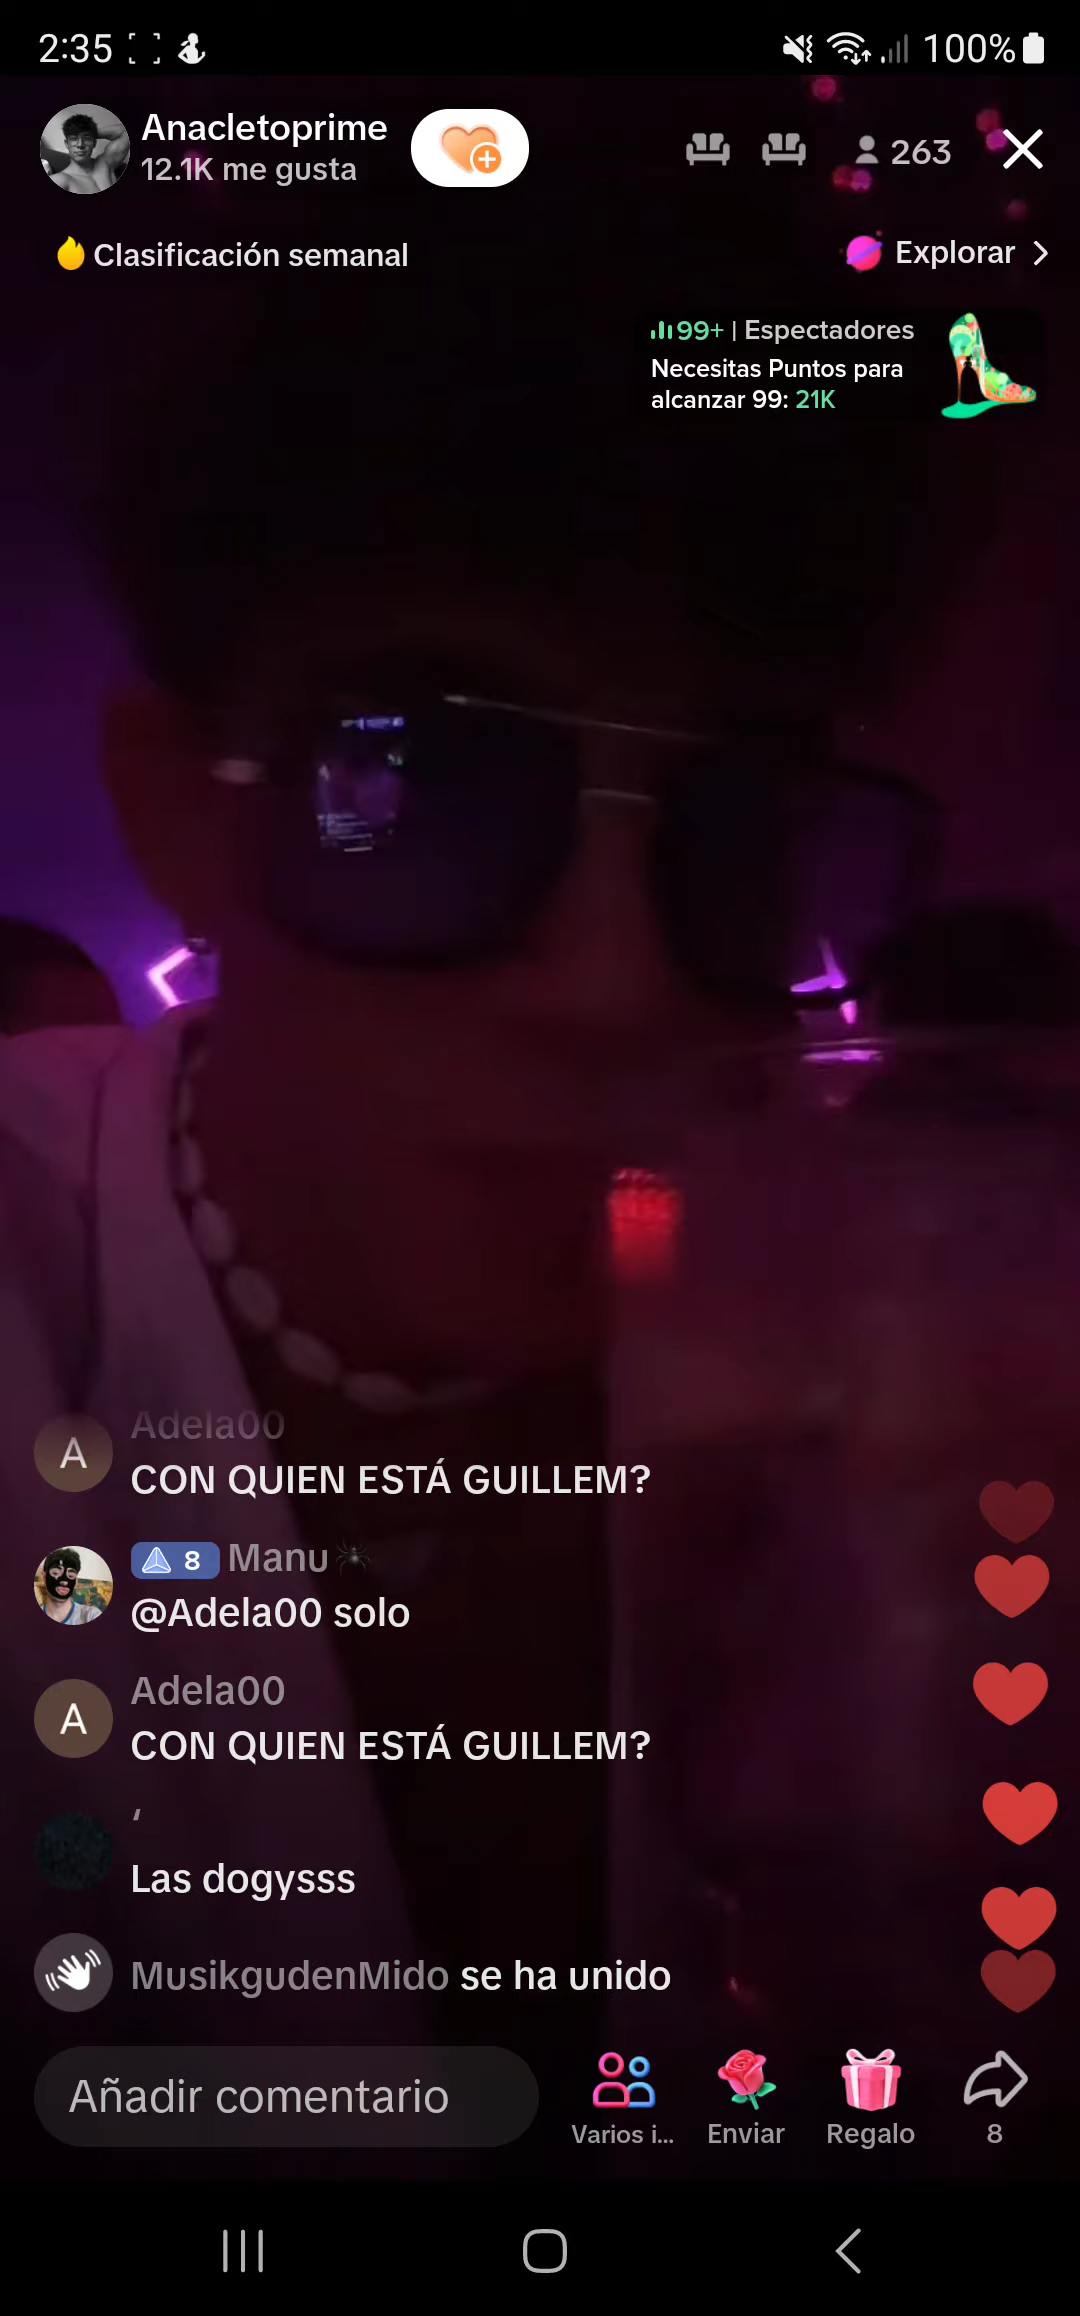 2:35
100%
Anacletoprime
12.1K me gusta
263
Clasificación semanal
Explorar
99+ | Espectadores
Necesitas Puntos para
alcanzar 99: 21K
Adela00
A
CON QUIEN ESTÁ GUILLEM?
8 Manu
@Adela00 solo
Adela00
A
CON QUIEN ESTÁ GUILLEM?
‘
Las dogysss
MusikgudenMido se ha unido
Añadir comentario
Varios i...
Enviar
Regalo
8